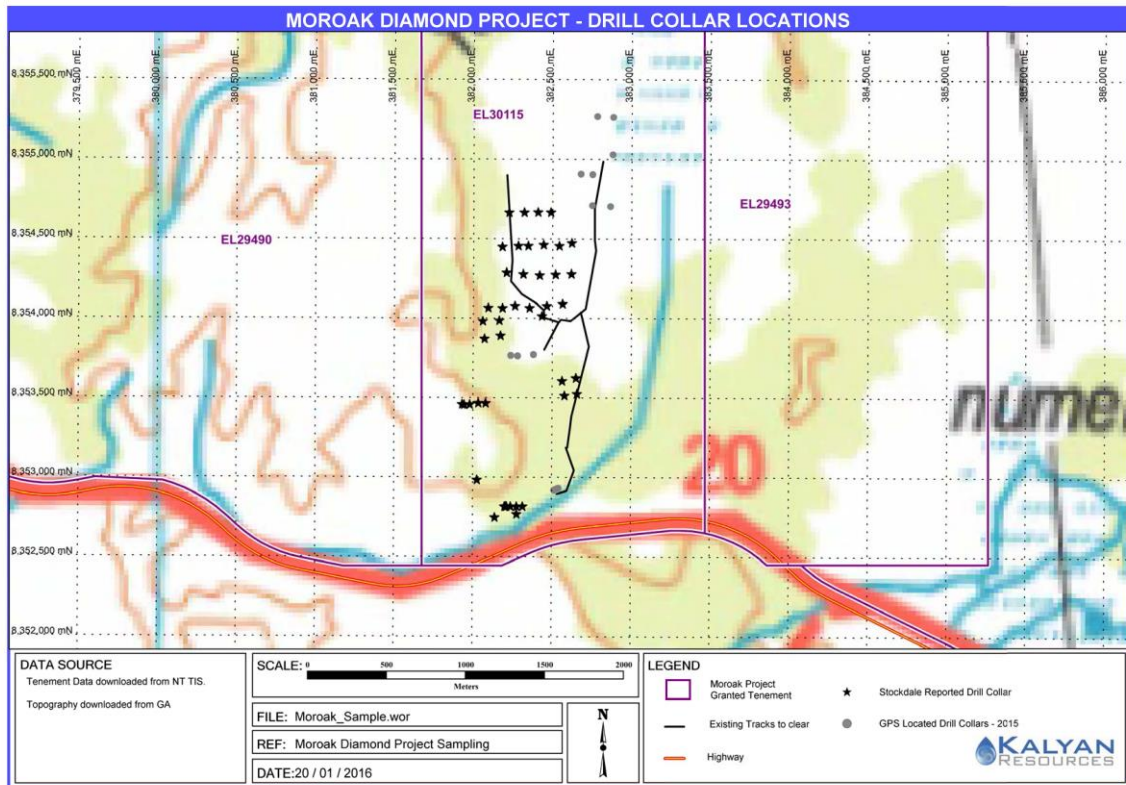 MOROAK DIAMOND PROJECT - DRILL COLLAR LOCATIONS
379,500 mE
380,000 mE
380,500 mE
381,000 mE
381,500 mE
382,000 mE
382,500 mE
383,000 mE
383,500 mE
384,000 mE
384,500 mE
385,000 mE
385,500 mE
386,000 mE
8,355,500 mN
8,355,000 mN
8,354,500 mN
8,354,000 mN
8,353,500 mN
8,353,000 mN
8,352,500 mN
8,352,000 mN
EL30115
EL29493
EL29490
20
DATA SOURCE
Tenement Data downloaded from NT TIS.
Topography downloaded from GA
SCALE: 0 500 1000 1500 2000
Meters
FILE: Moroak_Sample.wor
REF: Moroak Diamond Project Sampling
DATE:20 / 01 / 2016
N
LEGEND
Moroak Project
Granted Tenement
Stockdale Reported Drill Collar
Existing Tracks to clear
GPS Located Drill Collars - 2015
Highway
KALYAN
RESOURCES